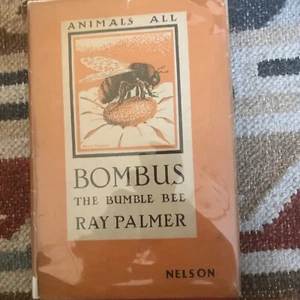 ANIMALS ALL
BOMBUS
THE BUMBLE BEE
RAY PALMER
NELSON